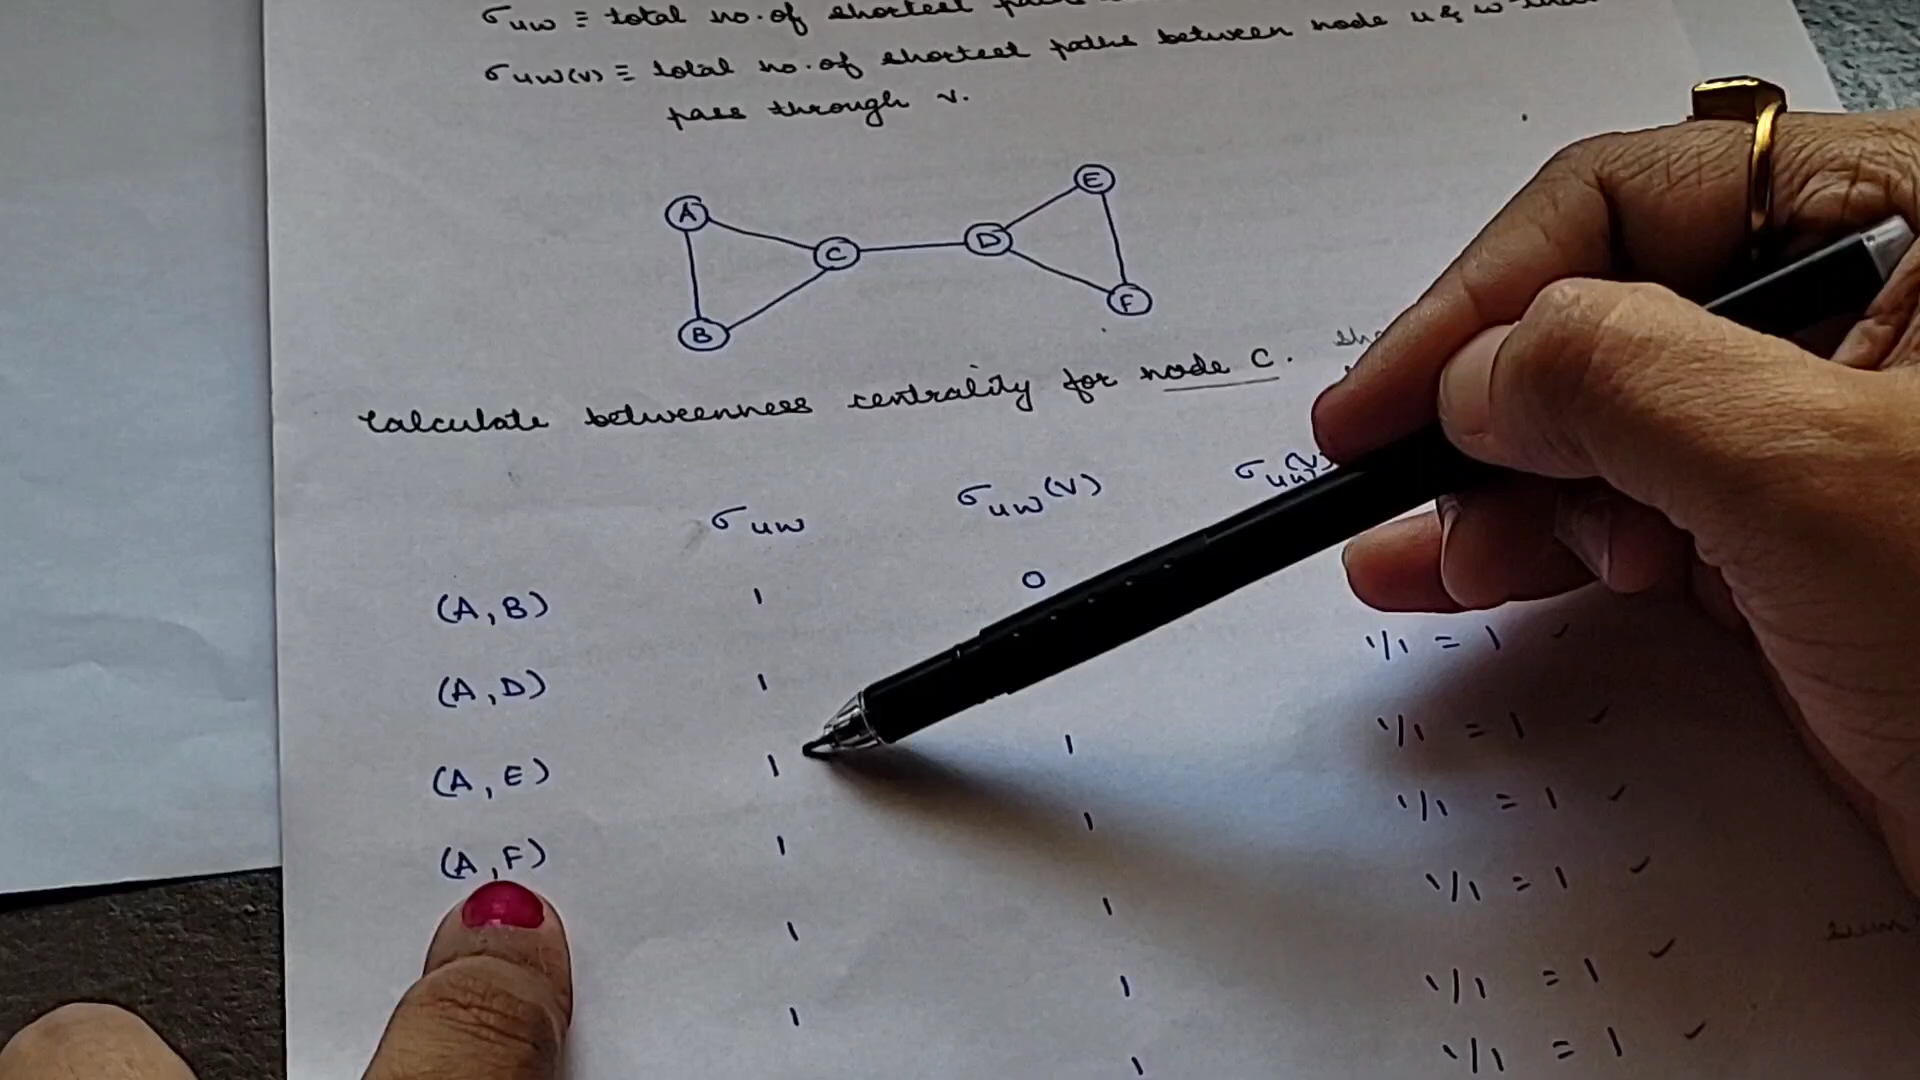 σuw ≡ total no. of shortest
σuw(v) ≡ total no. of shortest paths between node u & w
pass through v.
A
E
C
D
B
F
Calculate betweenness centrality for node C.
σuw σuw(v) σuw(v)
(A,B) 1 0
(A,D) 1 1/1 = 1 ✓
(A,E) 1 1 1/1 = 1 ✓
(A,F) 1 1 1/1 = 1 ✓
1 1 1/1 = 1 ✓
1 1 1/1 = 1 ✓
1 1/1 = 1 ✓
sum